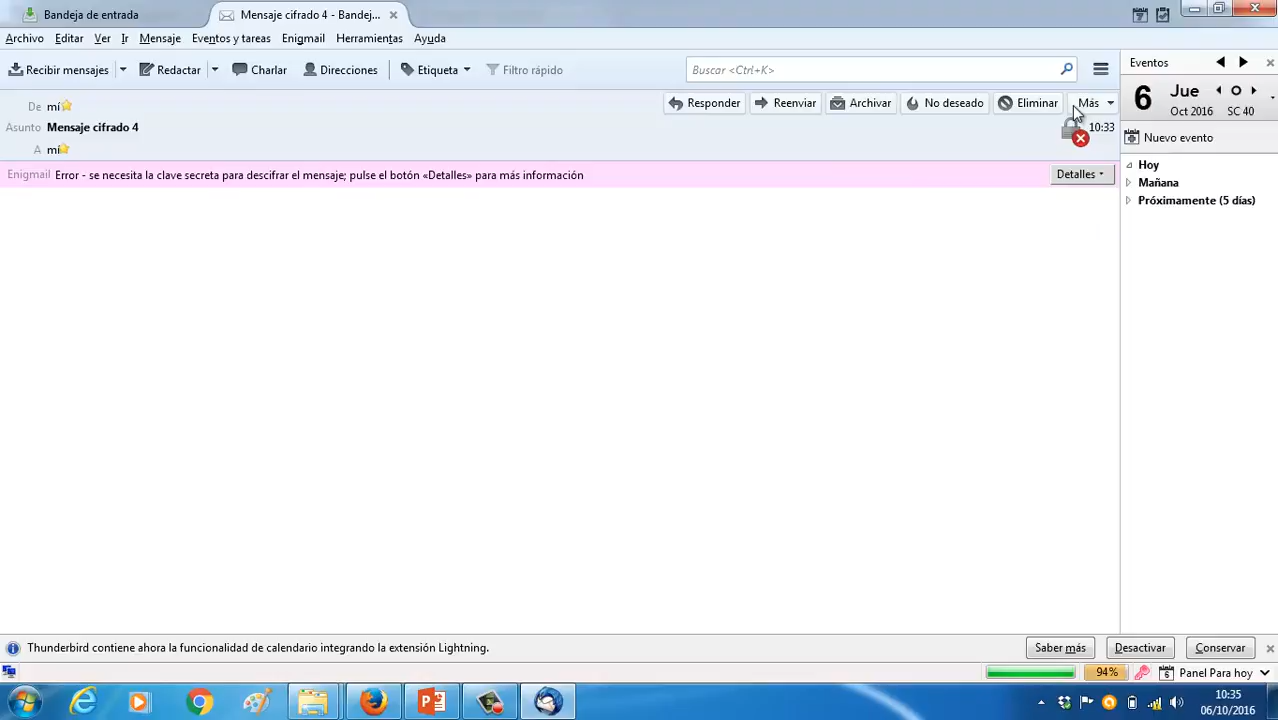 Bandeja de entrada
Mensaje cifrado 4 - Bandej...
Archivo Editar Ver Ir Mensaje Eventos y tareas Enigmail Herramientas Ayuda
Recibir mensajes Redactar Charlar Direcciones Etiqueta Filtro rápido Buscar <Ctrl+K>
Eventos
De mí
Responder Reenviar Archivar No deseado Eliminar Más
6 Jue
Oct 2016 SC 40
Asunto Mensaje cifrado 4
10:33
A mí
Nuevo evento
Enigmail Error - se necesita la clave secreta para descifrar el mensaje; pulse el botón «Detalles» para más información
Detalles
Hoy
Mañana
Próximamente (5 días)
Thunderbird contiene ahora la funcionalidad de calendario integrando la extensión Lightning.
Saber más Desactivar Conservar
94% 6 Panel Para hoy
10:35
06/10/2016